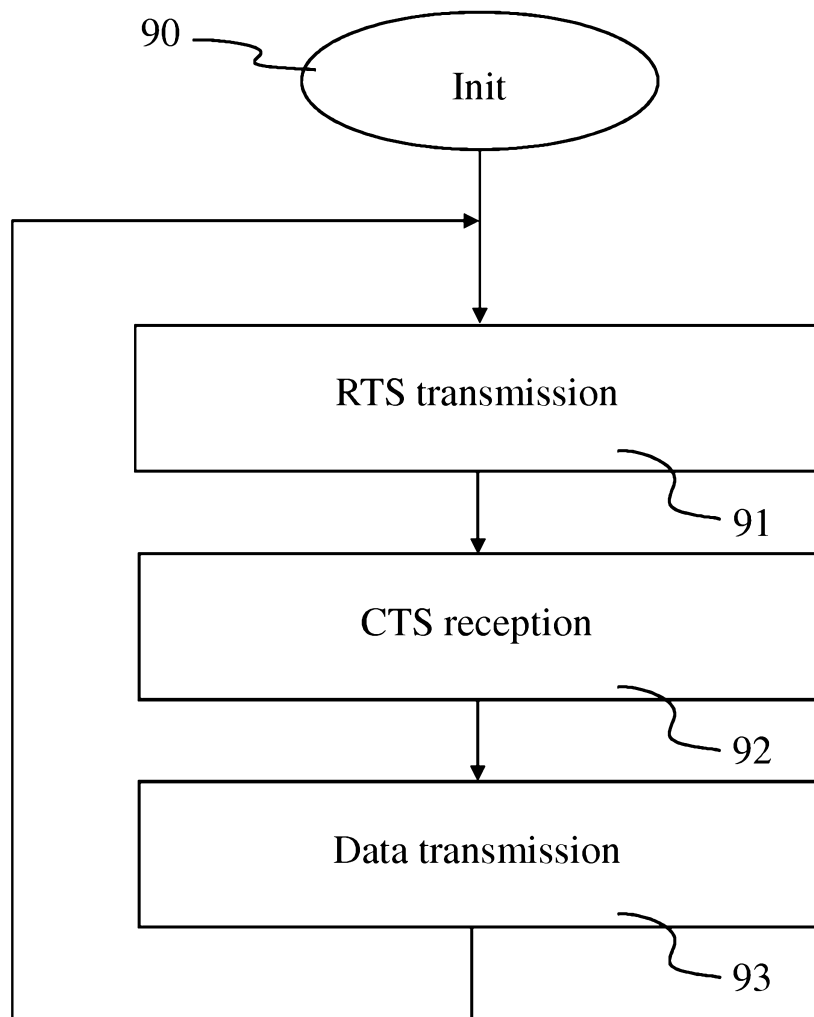 90
Init
RTS transmission
91
CTS reception
92
Data transmission
93